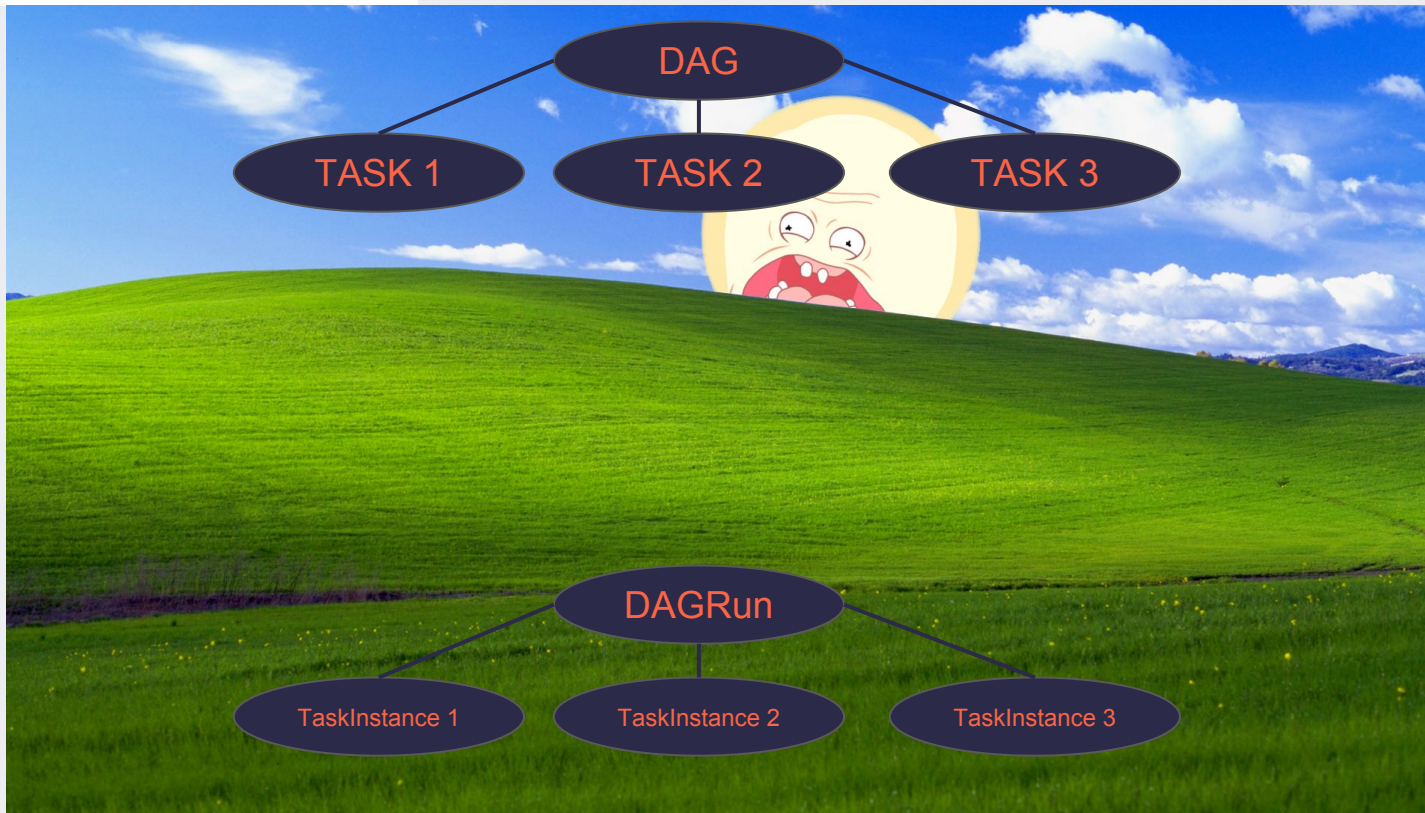 DAG
TASK 1
TASK 2
TASK 3
DAGRun
TaskInstance 1
TaskInstance 2
TaskInstance 3